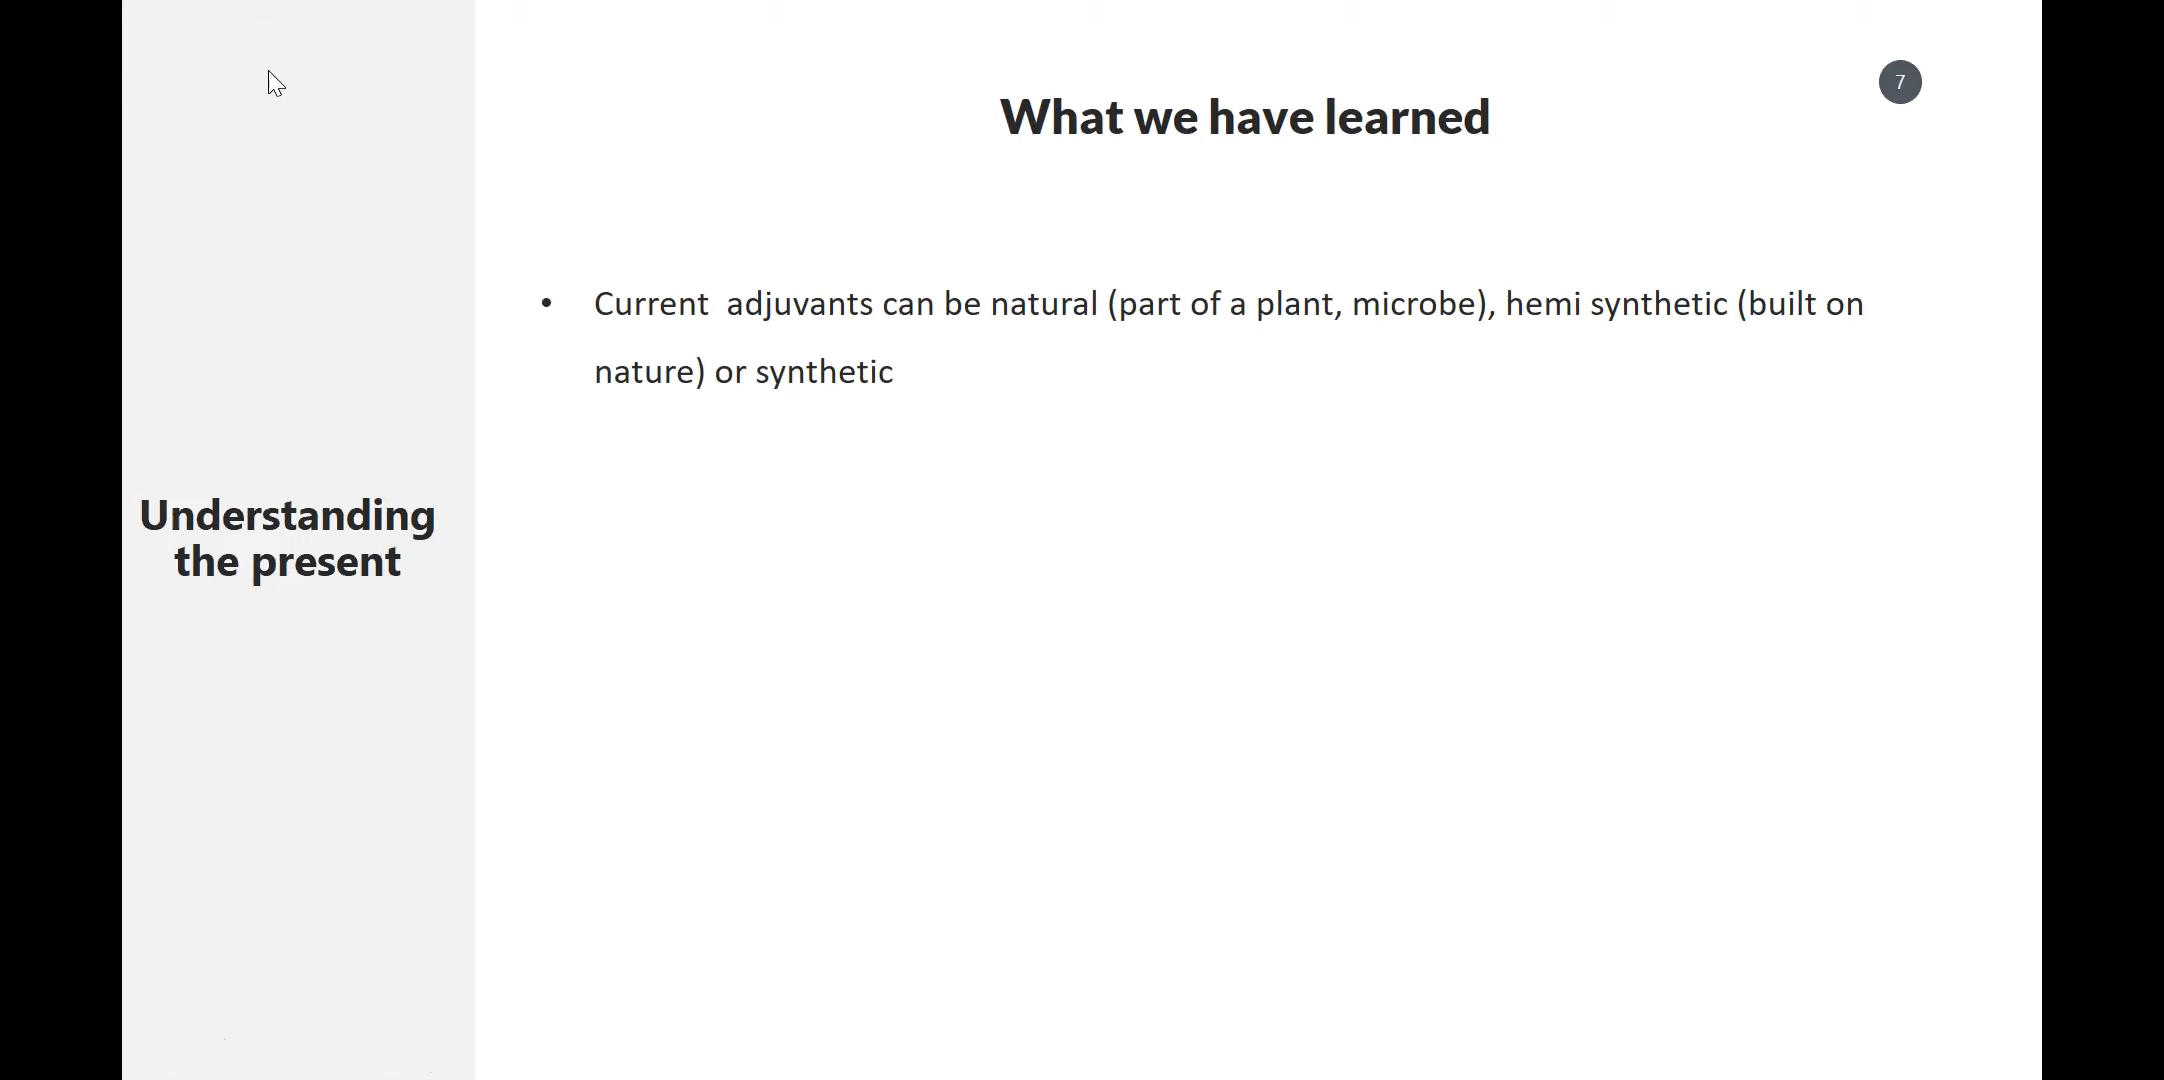 7
What we have learned
• Current  adjuvants can be natural (part of a plant, microbe), hemi synthetic (built on
nature) or synthetic
Understanding
the present